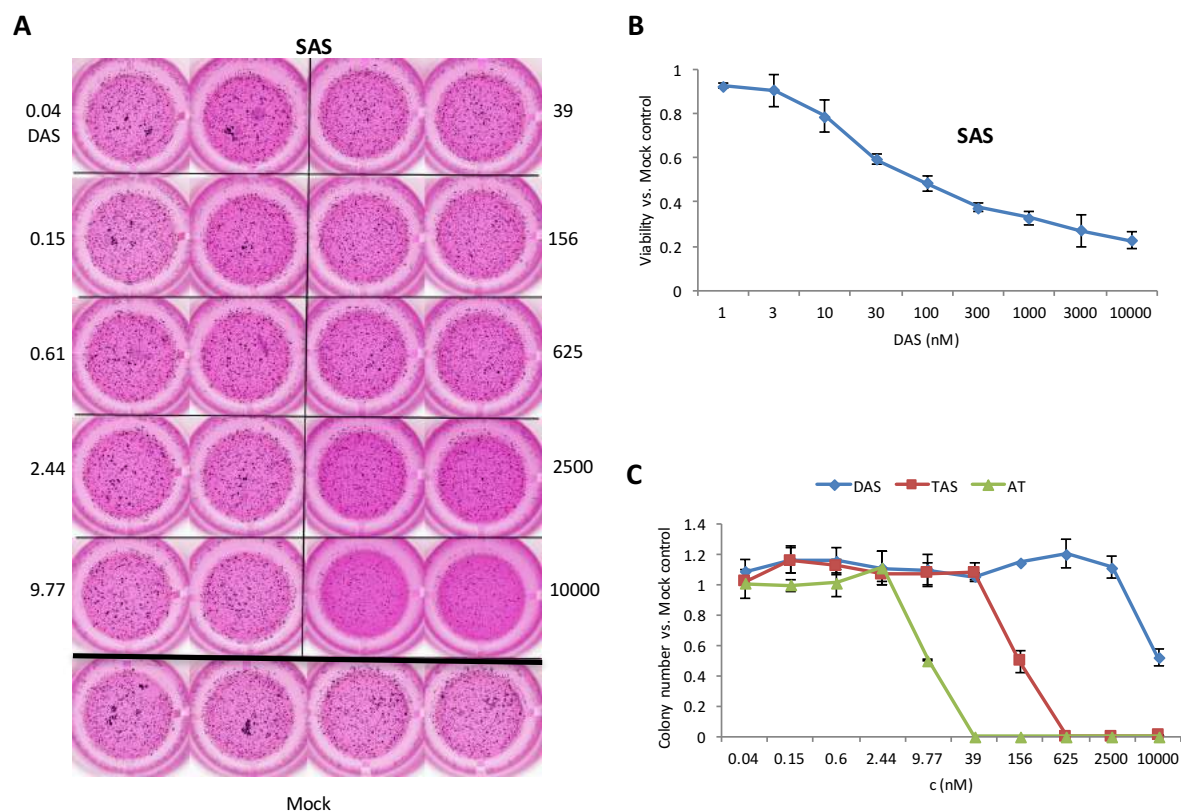 A
SAS
0.04
DAS
39
0.15
156
0.61
625
2.44
2500
9.77
10000
Mock
B
1
0.8
0.6
0.4
0.2
0
Viability vs. Mock control
SAS
1 3 10 30 100 300 1000 3000 10000
DAS (nM)
C
DAS TAS AT
1.4
1.2
1
0.8
0.6
0.4
0.2
0
Colony number vs. Mock control
0.04 0.15 0.6 2.44 9.77 39 156 625 2500 10000
c (nM)